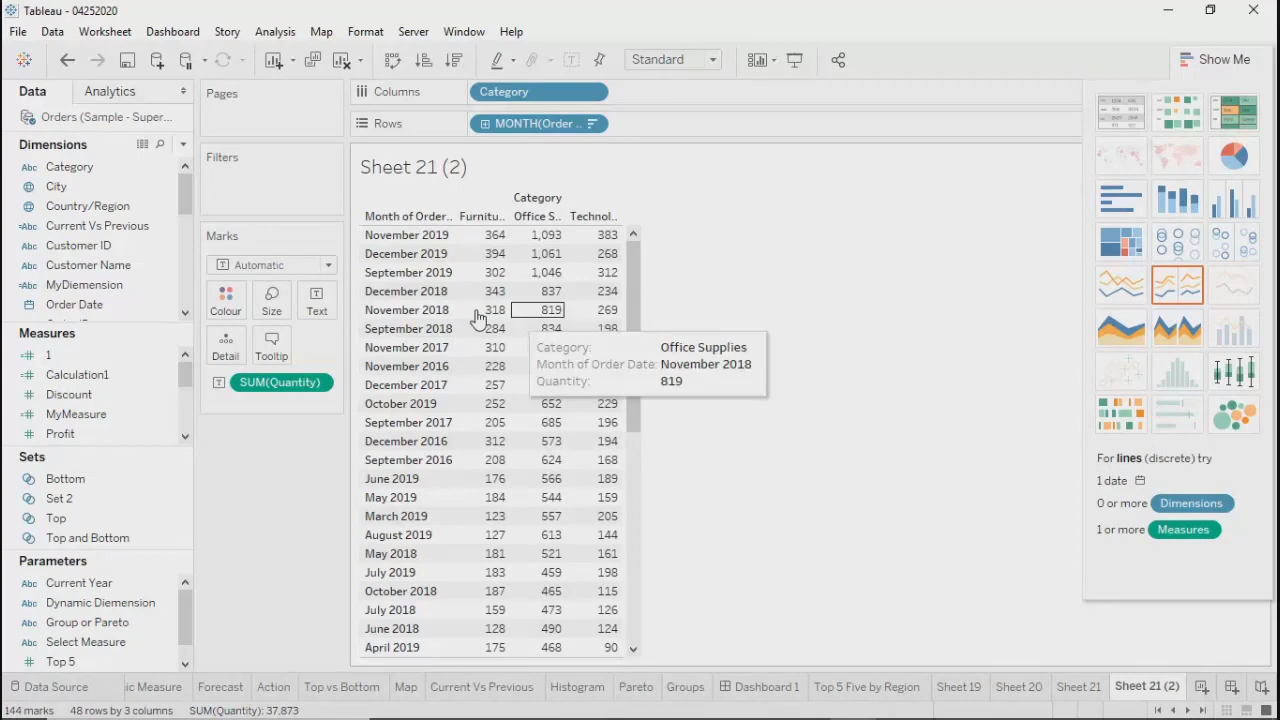 Tableau - 04252020
File Data Worksheet Dashboard Story Analysis Map Format Server Window Help
Standard
Show Me
Data Analytics
Pages
Columns
Category
Orders (Sample - Super...
Rows
MONTH(Order ..
Dimensions
Category
City
Country/Region
Current Vs Previous
Customer ID
Customer Name
MyDiemension
Order Date
Filters
Marks
Automatic
Colour Size Text
Detail Tooltip
SUM(Quantity)
Measures
1
Calculation1
Discount
MyMeasure
Profit
Sets
Bottom
Set 2
Top
Top and Bottom
Parameters
Current Year
Dynamic Diemension
Group or Pareto
Select Measure
Top 5
Sheet 21 (2)
Category
Month of Order.. Furnitu.. Office S.. Technol..
November 2019 364 1,093 383
December 2019 394 1,061 268
September 2019 302 1,046 312
December 2018 343 837 234
November 2018 318 819 269
September 2018 284 834 198
November 2017 310
November 2016 228
December 2017 257
October 2019 252 652 229
September 2017 205 685 196
December 2016 312 573 194
September 2016 208 624 168
June 2019 176 566 189
May 2019 184 544 159
March 2019 123 557 205
August 2019 127 613 144
May 2018 181 521 161
July 2019 183 459 198
October 2018 187 465 115
July 2018 159 473 126
June 2018 128 490 124
April 2019 175 468 90
Category: Office Supplies
Month of Order Date: November 2018
Quantity: 819
For lines (discrete) try
1 date
0 or more Dimensions
1 or more Measures
Data Source ic Measure Forecast Action Top vs Bottom Map Current Vs Previous Histogram Pareto Groups Dashboard 1 Top 5 Five by Region Sheet 19 Sheet 20 Sheet 21 Sheet 21 (2)
144 marks 48 rows by 3 columns SUM(Quantity): 37,873